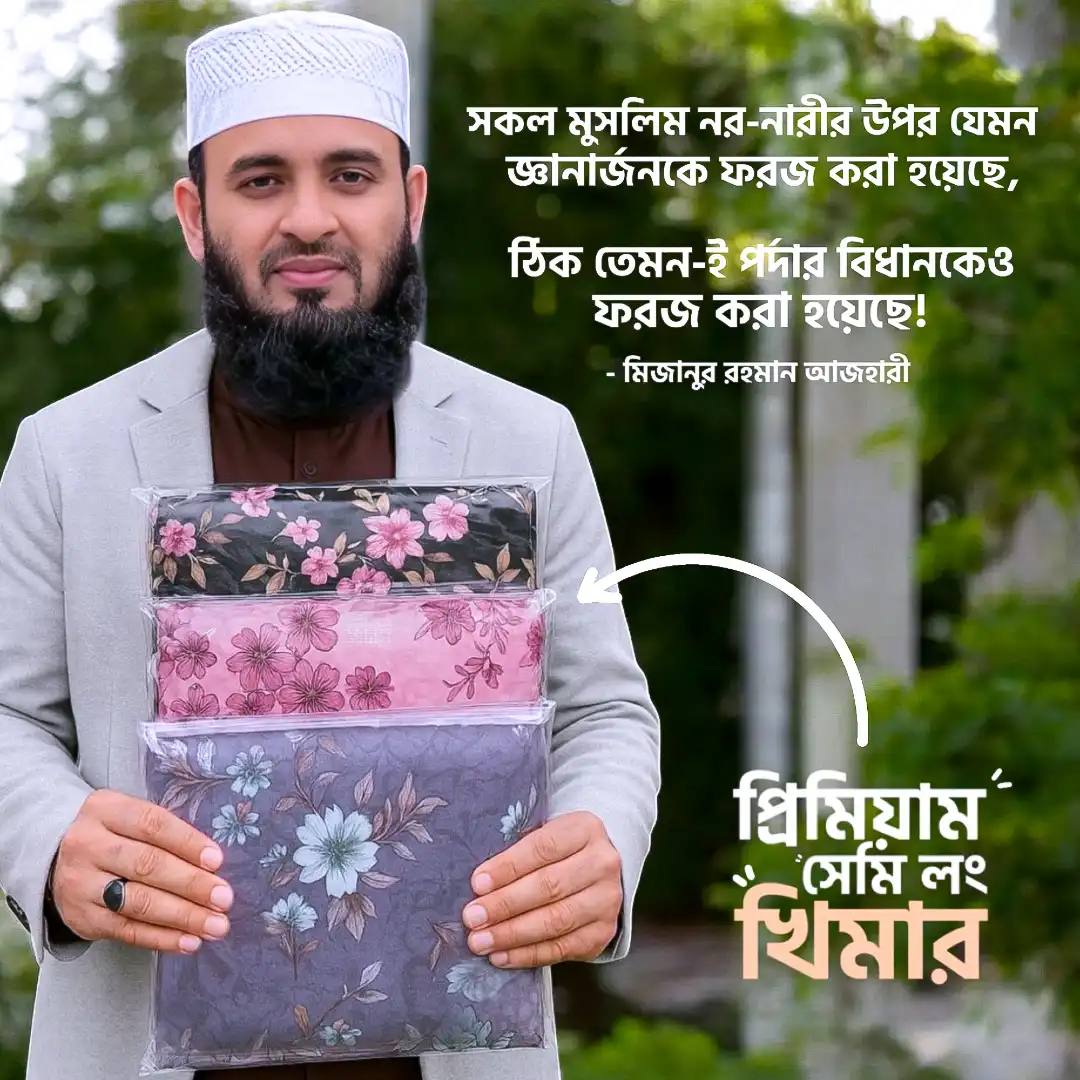 সকল মুসলিম নর-নারীর উপর যেমন
জ্ঞানার্জনকে ফরজ করা হয়েছে,
ঠিক তেমন-ই পর্দার বিধানকেও
ফরজ করা হয়েছে!
- মিজানুর রহমান আজহারী
প্রিমিয়াম
সেমি লং
খিমার